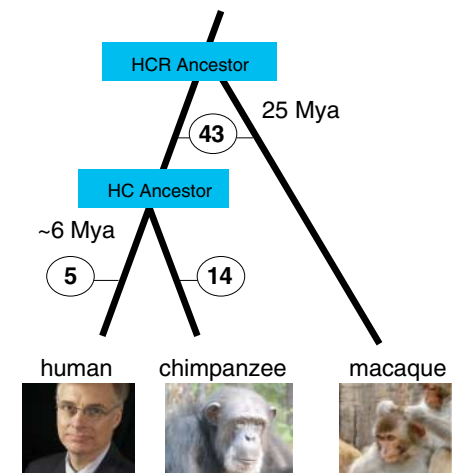 HCR Ancestor
25 Mya
43
HC Ancestor
~6 Mya
5
14
human
chimpanzee
macaque